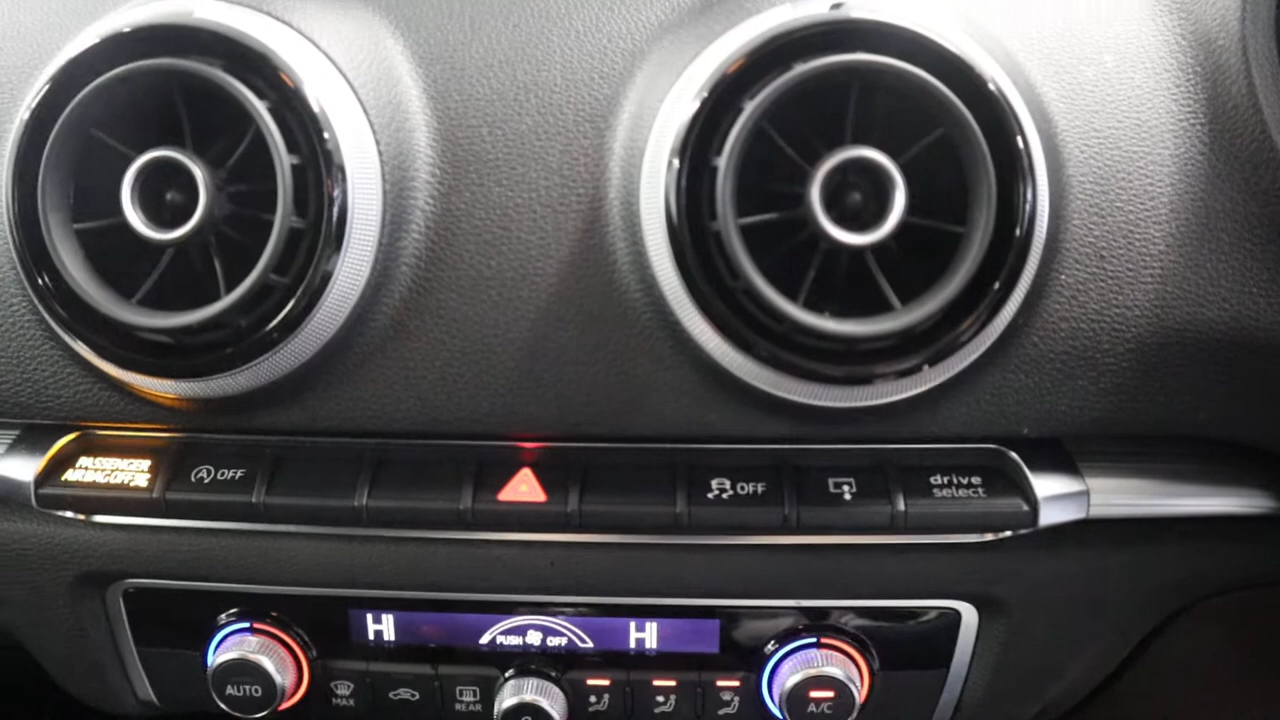 PASSENGER
AIRBAG OFF
A OFF
OFF
drive
select
HI
PUSH OFF
HI
AUTO
MAX
REAR
A/C